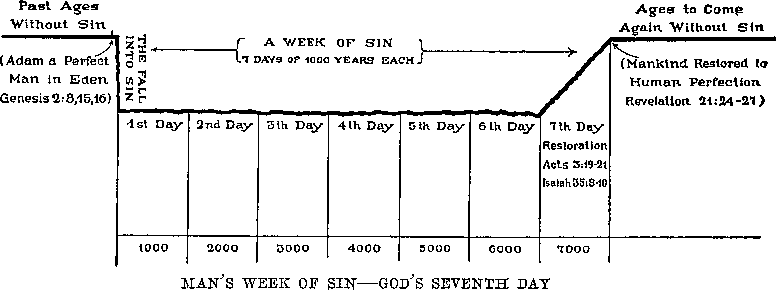 Past Ages
Without Sin
(Adam a Perfect
Man in Eden
Genesis 2:8,15,16)
THE FALL
INTO SIN
A WEEK OF SIN
7 DAYS OF 1000 YEARS EACH
Ages to Come
Again Without Sin
(Mankind Restored to
Human Perfection
Revelation 21:24-27)
1st Day
2nd Day
3th Day
4th Day
5th Day
6th Day
7th Day
Restoration
Acts 3:19-21
Isaiah 35:8-10
1000
2000
3000
4000
5000
6000
7000
MAN'S WEEK OF SIN—GOD'S SEVENTH DAY